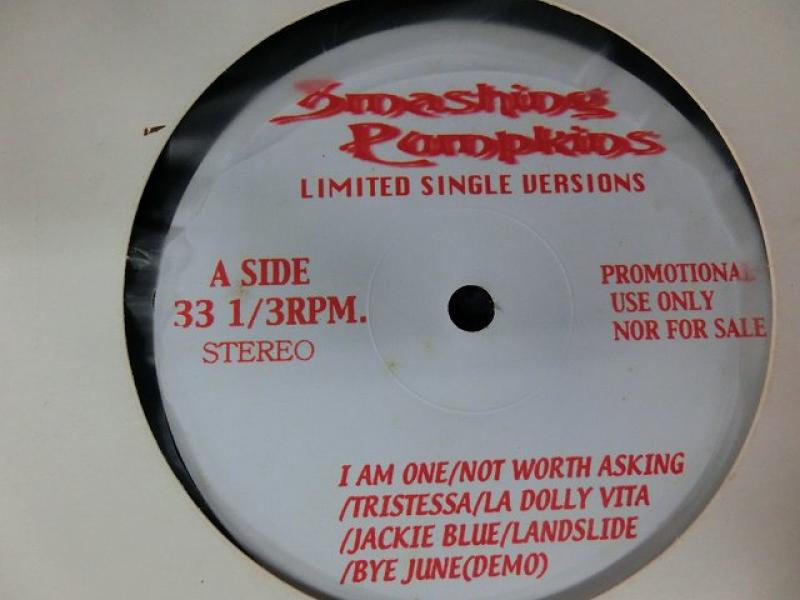 Smashing
Pumpkins
LIMITED SINGLE VERSIONS
A SIDE
33 1/3RPM.
STEREO
PROMOTIONAL
USE ONLY
NOR FOR SALE
I AM ONE/NOT WORTH ASKING
/TRISTESSA/LA DOLLY VITA
/JACKIE BLUE/LANDSLIDE
/BYE JUNE(DEMO)